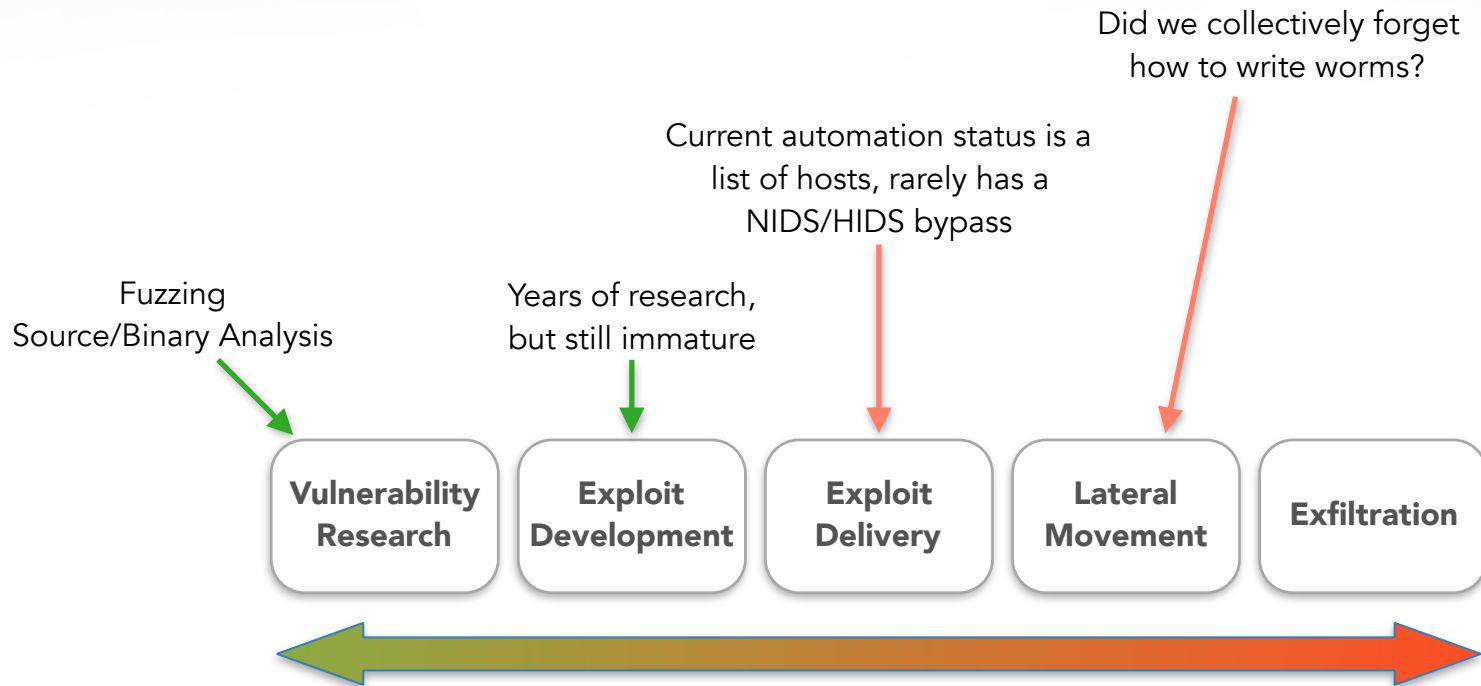 Did we collectively forget
how to write worms?
Current automation status is a
list of hosts, rarely has a
NIDS/HIDS bypass
Fuzzing
Source/Binary Analysis
Years of research,
but still immature
Vulnerability
Research
Exploit
Development
Exploit
Delivery
Lateral
Movement
Exfiltration